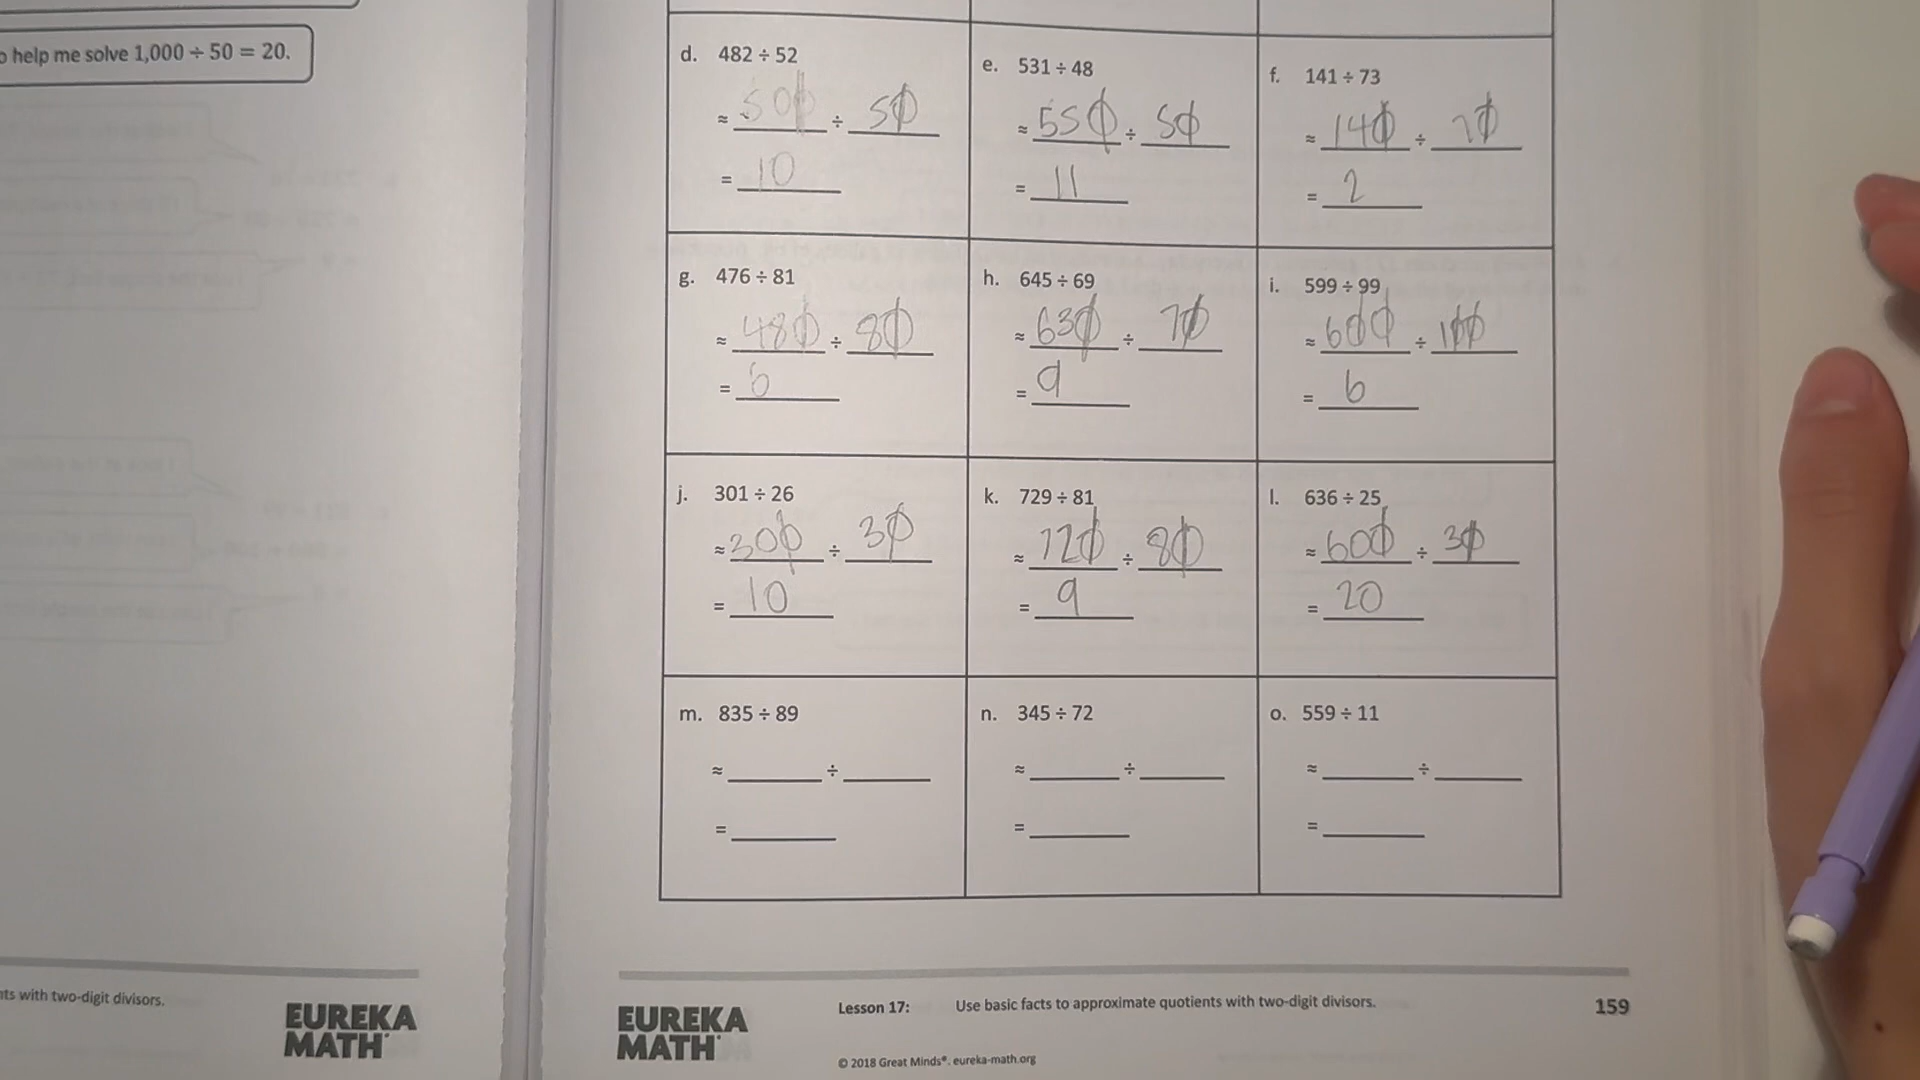 o help me solve 1,000 ÷ 50 = 20.
d. 482 ÷ 52
≈ 500 ÷ 50
= 10
e. 531 ÷ 48
≈ 550 ÷ 50
= 11
f. 141 ÷ 73
≈ 140 ÷ 70
= 2
g. 476 ÷ 81
≈ 480 ÷ 80
= 6
h. 645 ÷ 69
≈ 630 ÷ 70
= 9
i. 599 ÷ 99
≈ 600 ÷ 100
= 6
j. 301 ÷ 26
≈ 300 ÷ 30
= 10
k. 729 ÷ 81
≈ 720 ÷ 80
= 9
l. 636 ÷ 25
≈ 600 ÷ 30
= 20
m. 835 ÷ 89
≈ ÷
=
n. 345 ÷ 72
≈ ÷
=
o. 559 ÷ 11
≈ ÷
=
nts with two-digit divisors.
EUREKA
MATH
EUREKA
MATH
Lesson 17: Use basic facts to approximate quotients with two-digit divisors.
159
© 2018 Great Minds®. eureka-math.org